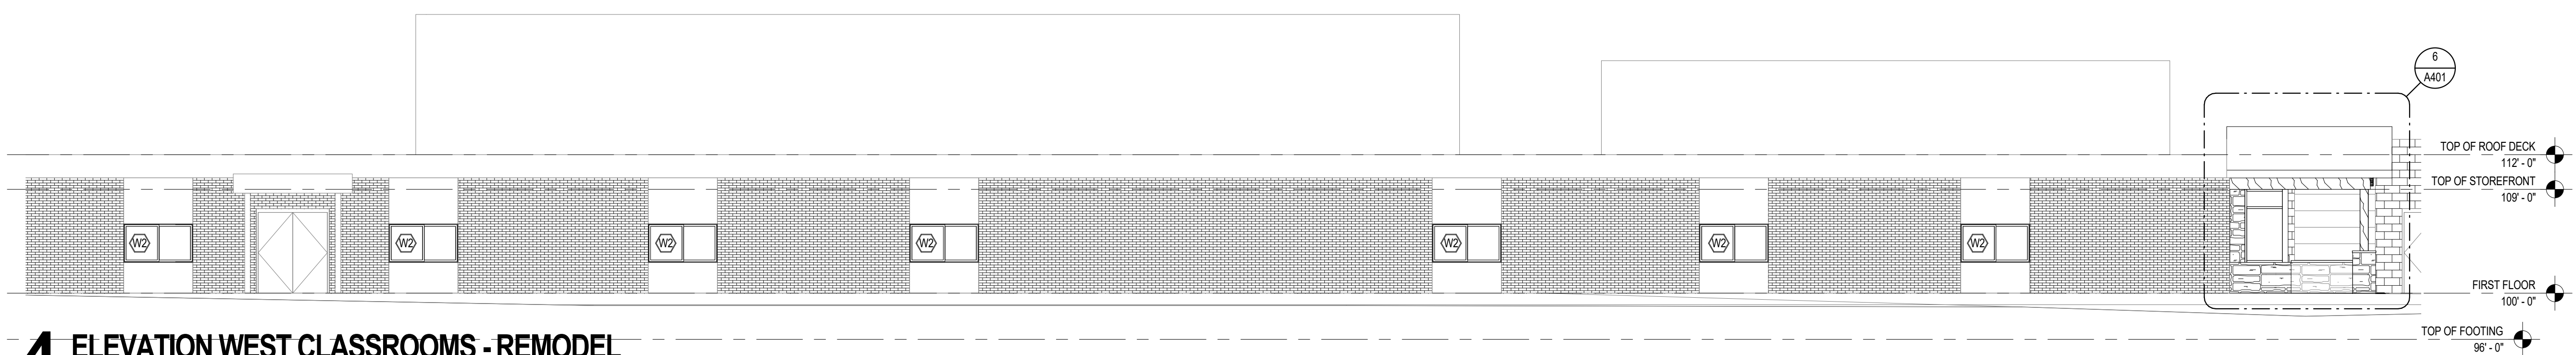 6
A401
TOP OF ROOF DECK
112' - 0"
TOP OF STOREFRONT
109' - 0"
W2 W2 W2 W2 W2 W2 W2
FIRST FLOOR
100' - 0"
TOP OF FOOTING
96' - 0"
4 ELEVATION WEST CLASSROOMS - REMODEL